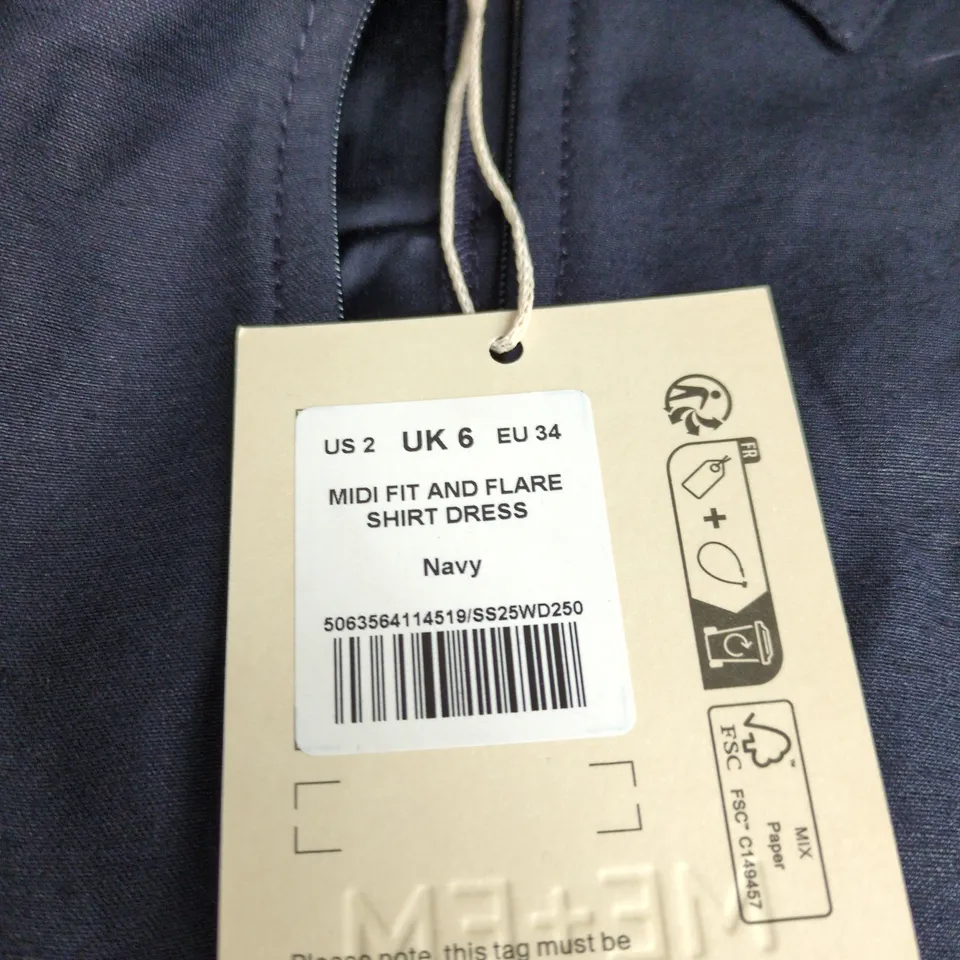 US 2 UK 6 EU 34
MIDI FIT AND FLARE
SHIRT DRESS
Navy
5063564114519/SS25WD250
FR
FSC
MIX
Paper
FSC™ C149457
ME+EM
Please note, this tag must be